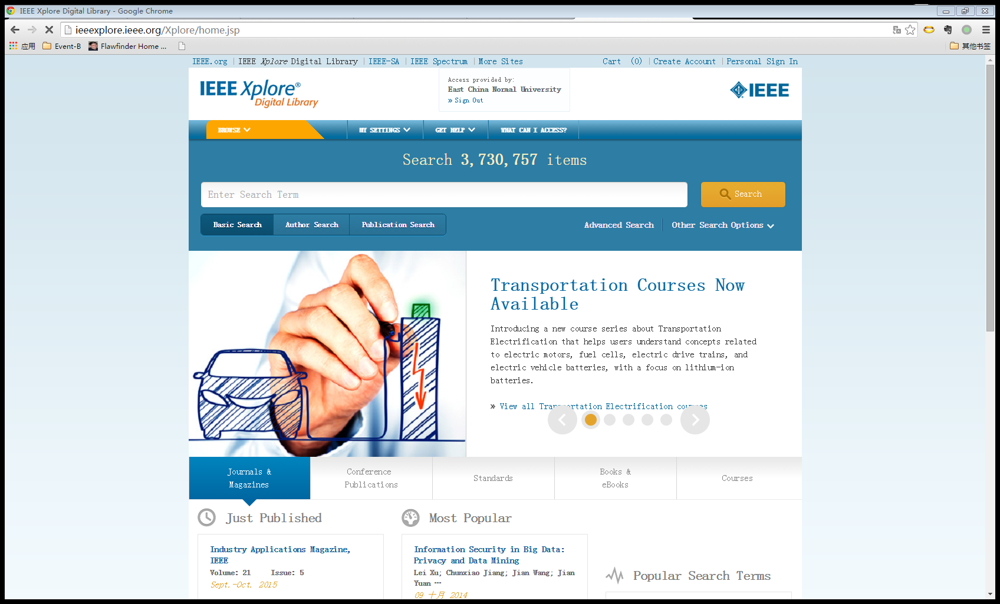 IEEE Xplore Digital Library - Google Chrome
ieeexplore.ieee.org/Xplore/home.jsp
应用 Event-B Flawfinder Home ... 其他书签
IEEE.org | IEEE Xplore Digital Library | IEEE-SA | IEEE Spectrum | More Sites Cart (0) | Create Account | Personal Sign In
IEEE Xplore®
Digital Library
Access provided by:
East China Normal University
» Sign Out
IEEE
BROWSE MY SETTINGS GET HELP WHAT CAN I ACCESS?
Search 3,730,757 items
Enter Search Term
Search
Basic Search Author Search Publication Search Advanced Search Other Search Options
Transportation Courses Now
Available
Introducing a new course series about Transportation
Electrification that helps users understand concepts related
to electric motors, fuel cells, electric drive trains, and
electric vehicle batteries, with a focus on lithium-ion
batteries.
» View all Transportation Electrification courses
Journals &
Magazines
Conference
Publications
Standards
Books &
eBooks
Courses
Just Published
Industry Applications Magazine,
IEEE
Volume: 21 Issue: 5
Sept.-Oct. 2015
Most Popular
Information Security in Big Data:
Privacy and Data Mining
Lei Xu; Chunxiao Jiang; Jian Wang; Jian
Yuan …
09 十月 2014
Popular Search Terms